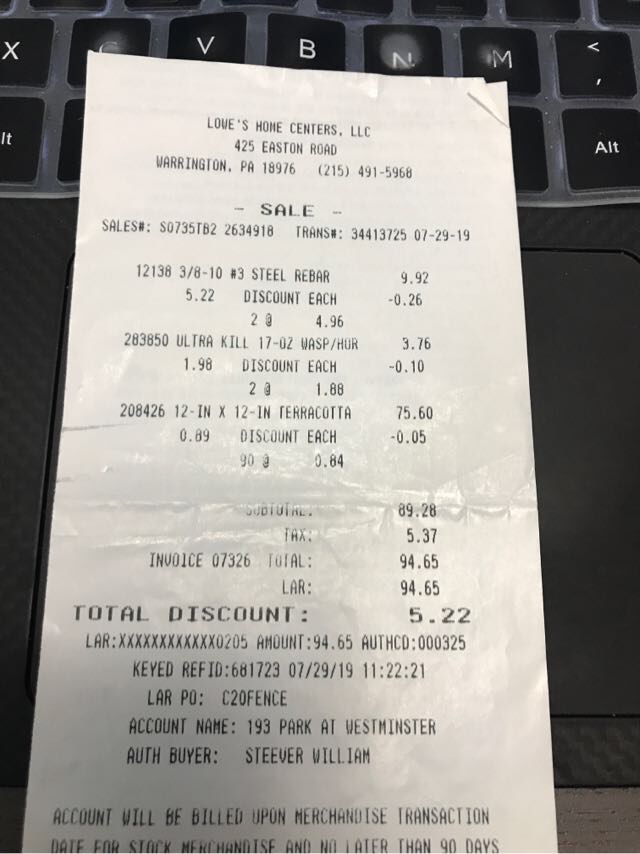 X C V B N M <
,
lt Alt
LOWE'S HOME CENTERS, LLC
425 EASTON ROAD
WARRINGTON, PA 18976 (215) 491-5968
- SALE -
SALES#: S0735TB2 2634918 TRANS#: 34413725 07-29-19
12138 3/8-10 #3 STEEL REBAR 9.92
5.22 DISCOUNT EACH -0.26
2 @ 4.96
283850 ULTRA KILL 17-OZ WASP/HOR 3.76
1.98 DISCOUNT EACH -0.10
2 @ 1.88
208426 12-IN X 12-IN TERRACOTTA 75.60
0.89 DISCOUNT EACH -0.05
90 @ 0.84
SUBTOTAL: 89.28
TAX: 5.37
INVOICE 07326 TOTAL: 94.65
LAR: 94.65
TOTAL DISCOUNT: 5.22
LAR:XXXXXXXXXXXX0205 AMOUNT:94.65 AUTHCD:000325
KEYED REFID:681723 07/29/19 11:22:21
LAR PO: C20FENCE
ACCOUNT NAME: 193 PARK AT WESTMINSTER
AUTH BUYER: STEEVER WILLIAM
ACCOUNT WILL BE BILLED UPON MERCHANDISE TRANSACTION
DATE FOR STOCK MERCHANDISE AND NO LATER THAN 90 DAYS